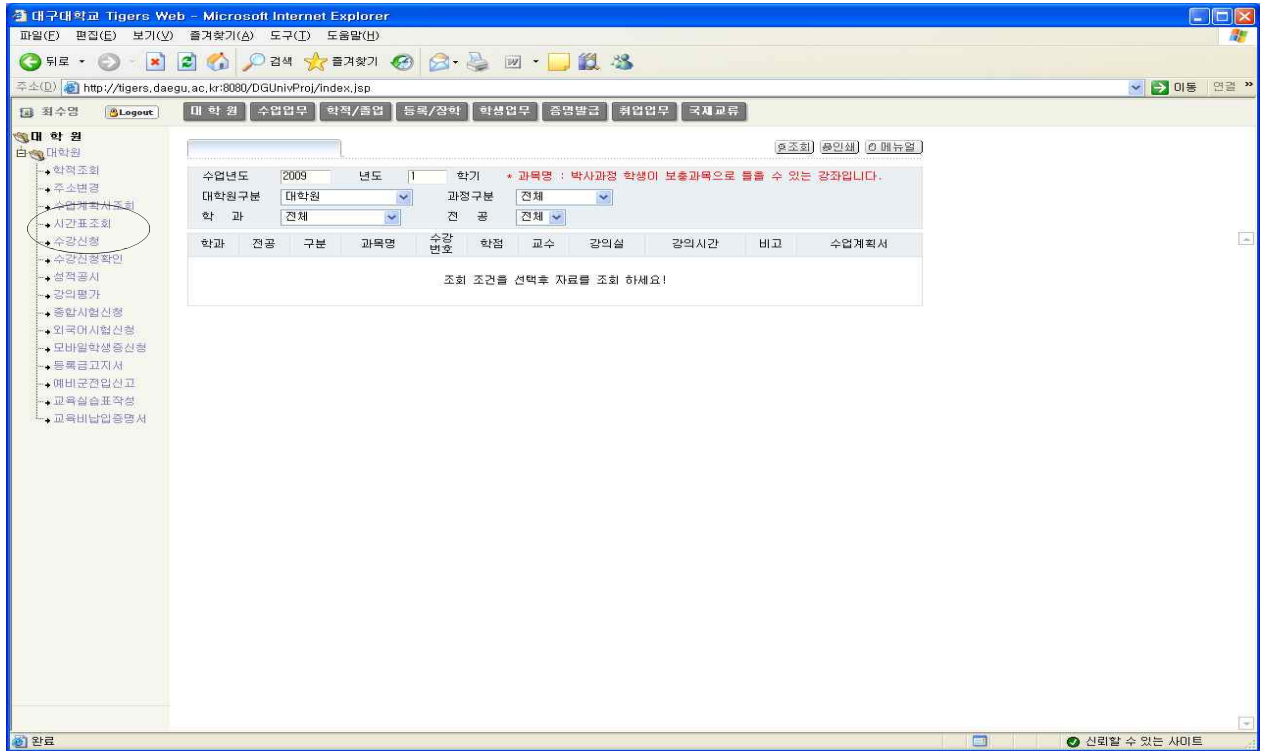 대구대학교 Tigers Web - Microsoft Internet Explorer
파일(F) 편집(E) 보기(V) 즐겨찾기(A) 도구(T) 도움말(H)
뒤로 검색 즐겨찾기
주소(D) http://tigers.daegu.ac.kr:8080/DGUnivProj/index.jsp 이동 연결 »
최수영 Logout 대 학 원 수업업무 학적/졸업 등록/장학 학생업무 증명발급 취업업무 국제교류
대 학 원
대학원
학적조회
주소변경
수업계획서조회
시간표조회
수강신청
수강신청확인
성적공시
강의평가
종합시험신청
외국어시험신청
모바일학생증신청
등록금고지서
예비군전입신고
교육실습표작성
교육비납입증명서
조회 인쇄 메뉴얼
수업년도 2009 년도 1 학기 * 과목명 : 박사과정 학생이 보충과목으로 들을 수 있는 강좌입니다.
대학원구분 대학원 과정구분 전체
학 과 전체 전 공 전체
학과 전공 구분 과목명 수강번호 학점 교수 강의실 강의시간 비고 수업계획서
조회 조건을 선택후 자료를 조회 하세요!
완료 신뢰할 수 있는 사이트